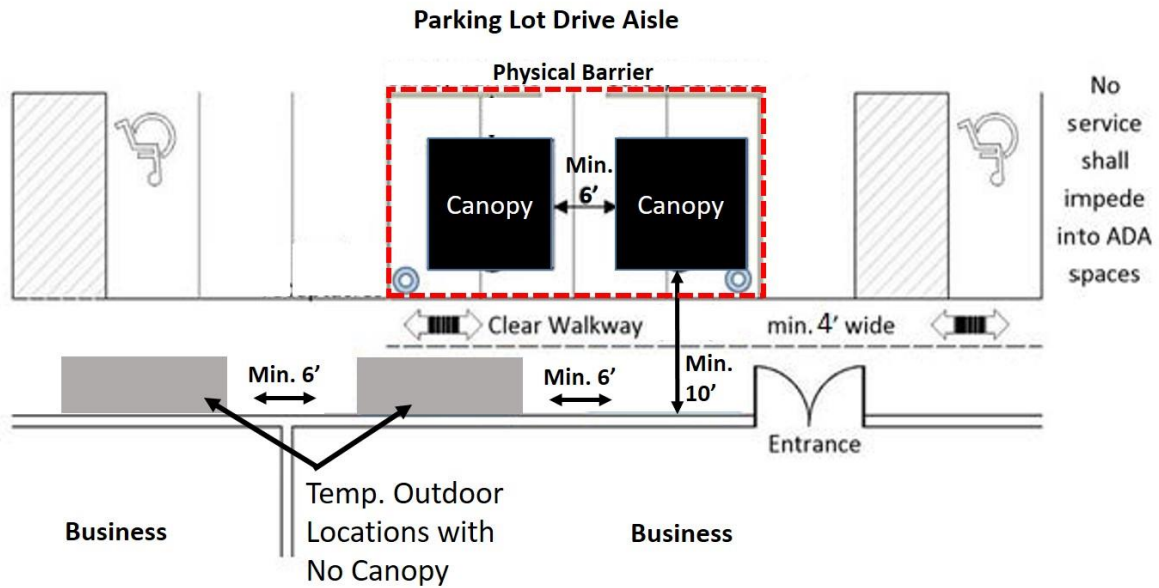 Parking Lot Drive Aisle
Physical Barrier
No
service
shall
impede
into ADA
spaces
Canopy
Min.
6’
Canopy
Clear Walkway
min. 4’ wide
Min. 6’
Min. 6’
Min.
10’
Entrance
Temp. Outdoor
Locations with
No Canopy
Business
Business